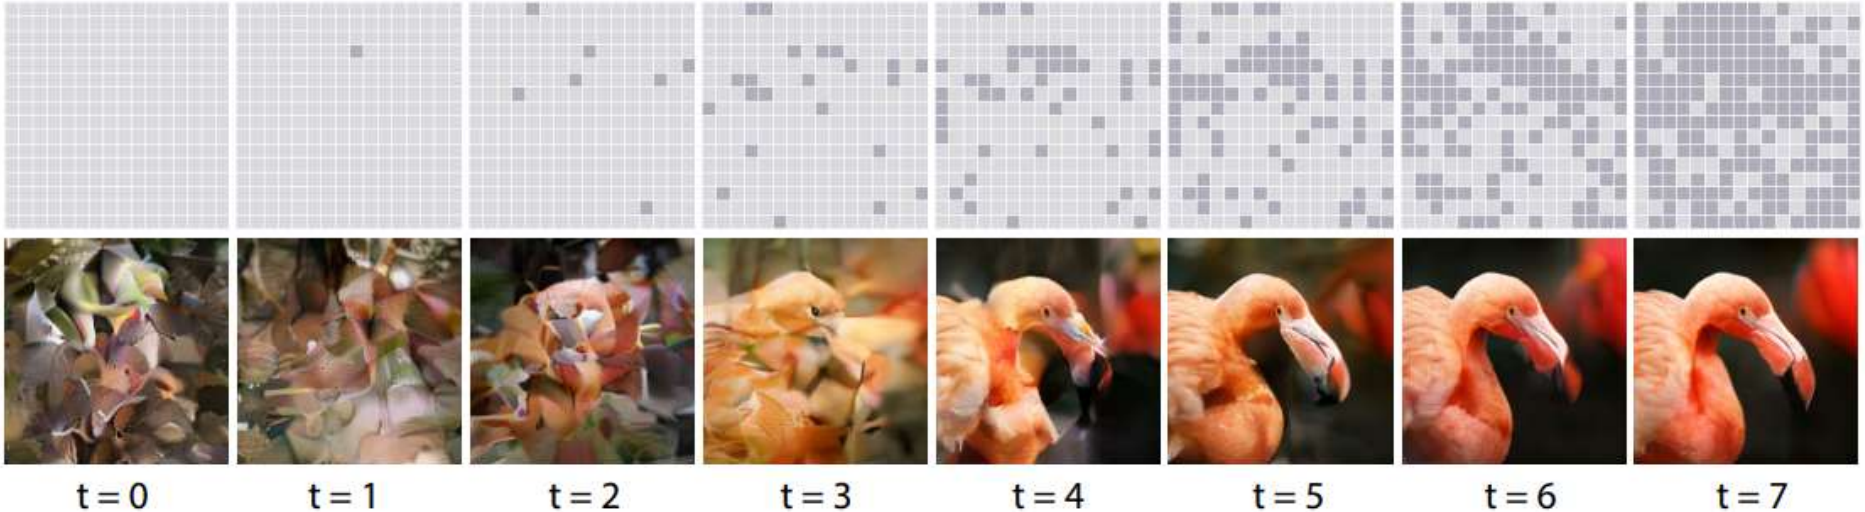 t = 0 t = 1 t = 2 t = 3 t = 4 t = 5 t = 6 t = 7